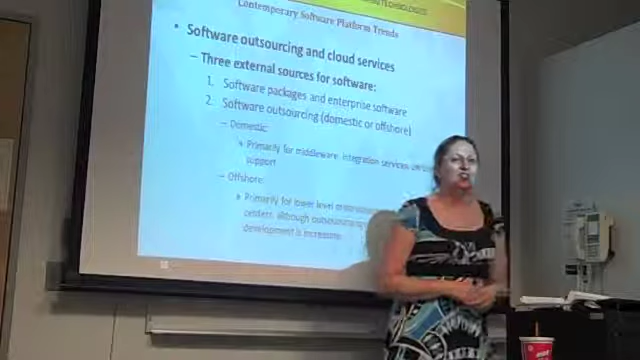 Contemporary Software Platform Trends
• Software outsourcing and cloud services
– Three external sources for software:
1. Software packages and enterprise software
2. Software outsourcing (domestic or offshore)
– Domestic:
• Primarily for middleware, integration services,
support
– Offshore:
• Primarily for lower level
centers, although outsourcing
development is increasing